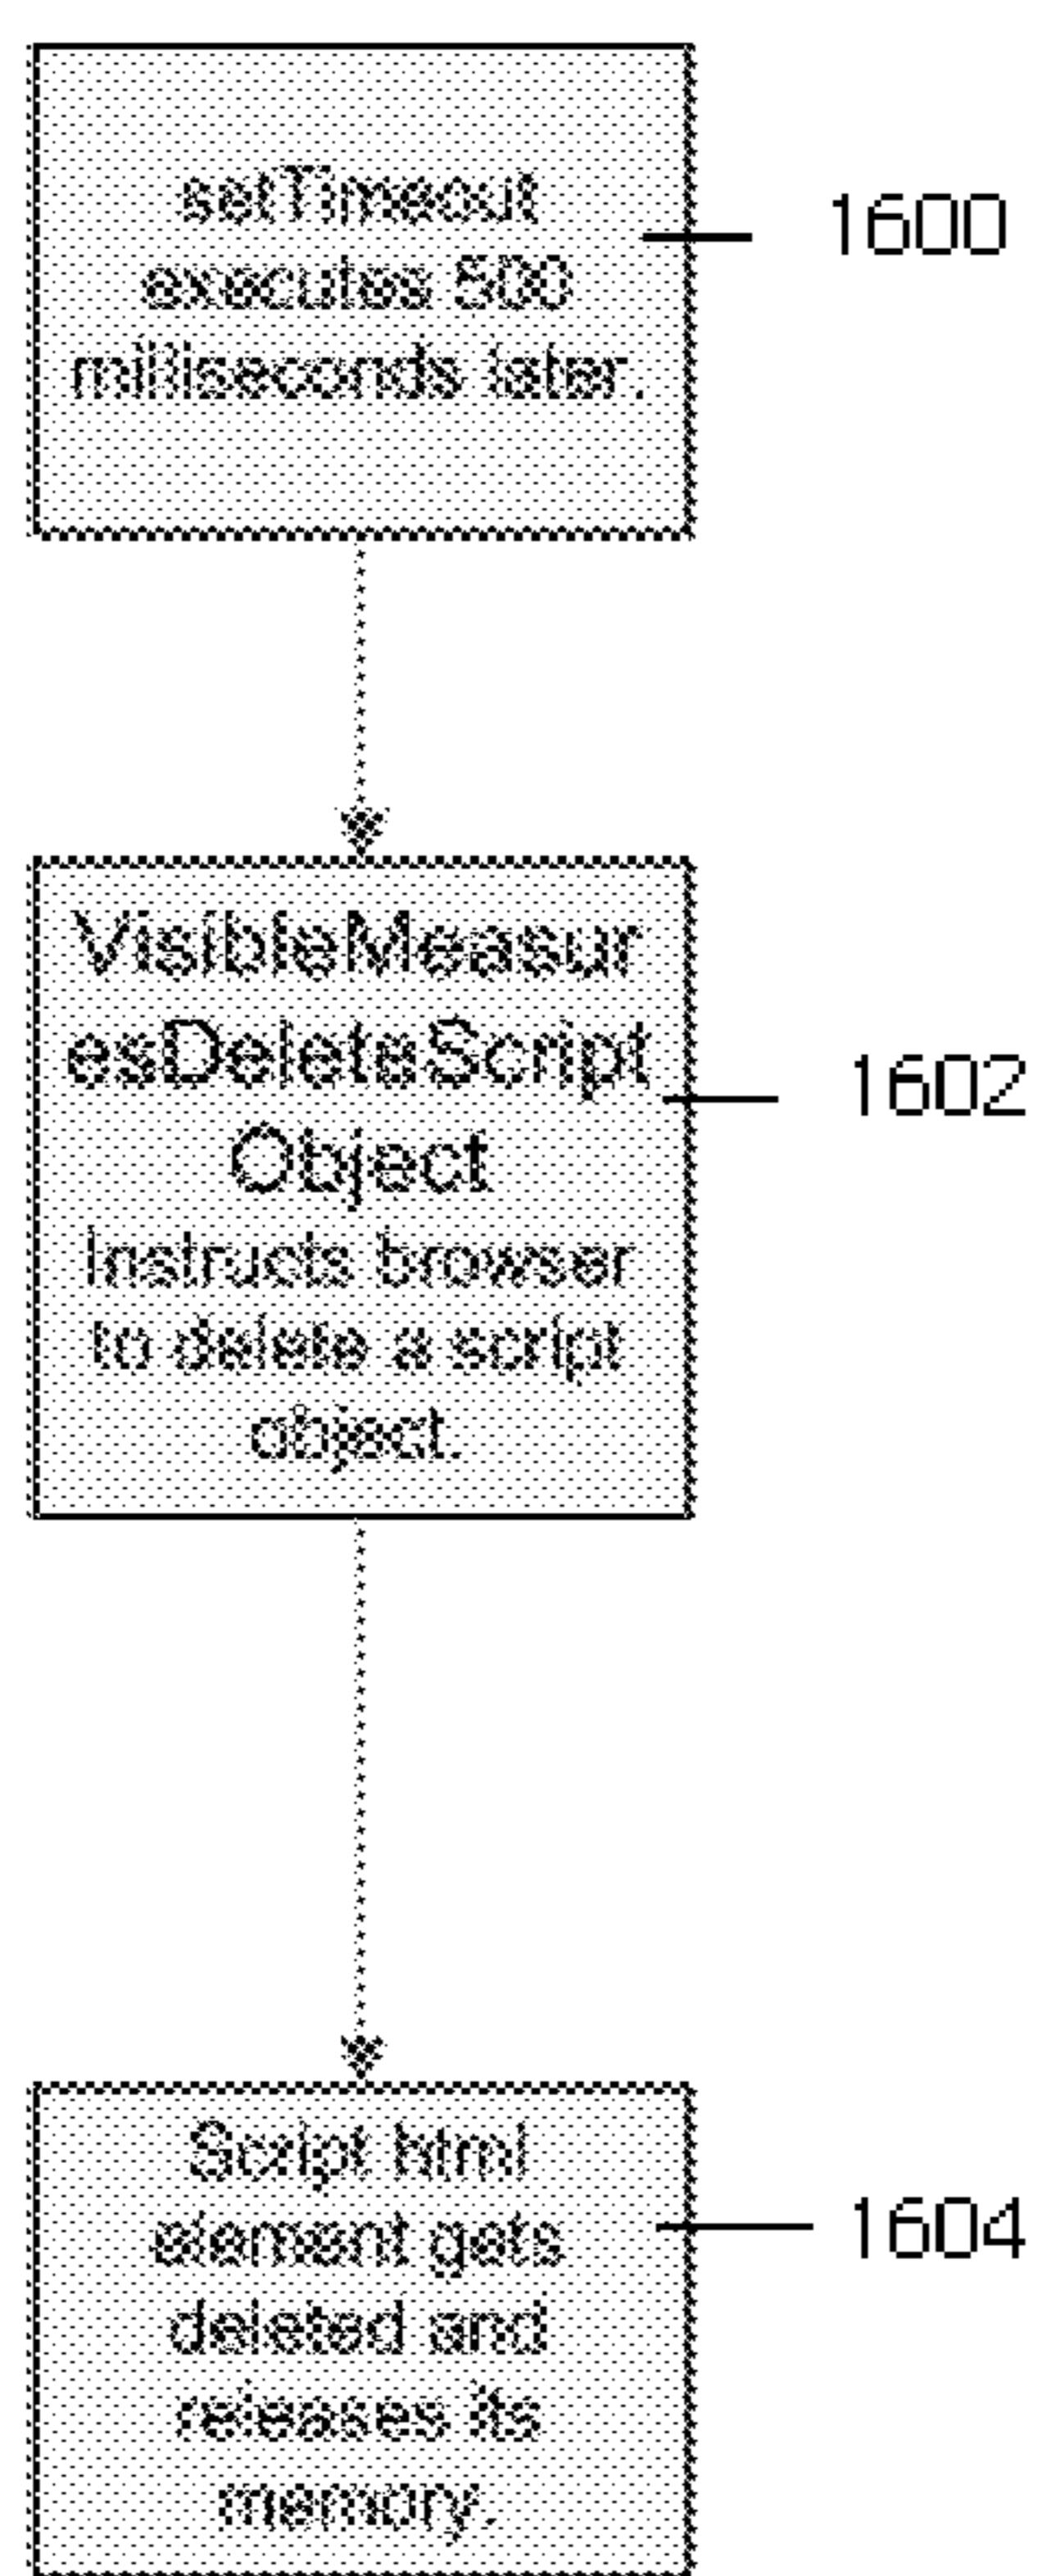 setTimeout
executes 500
milliseconds later.
1600
VisibleMeasur
esDeleteScript
Object
Instructs browser
to delete a script
object.
1602
Script html
element gets
deleted and
releases its
memory.
1604